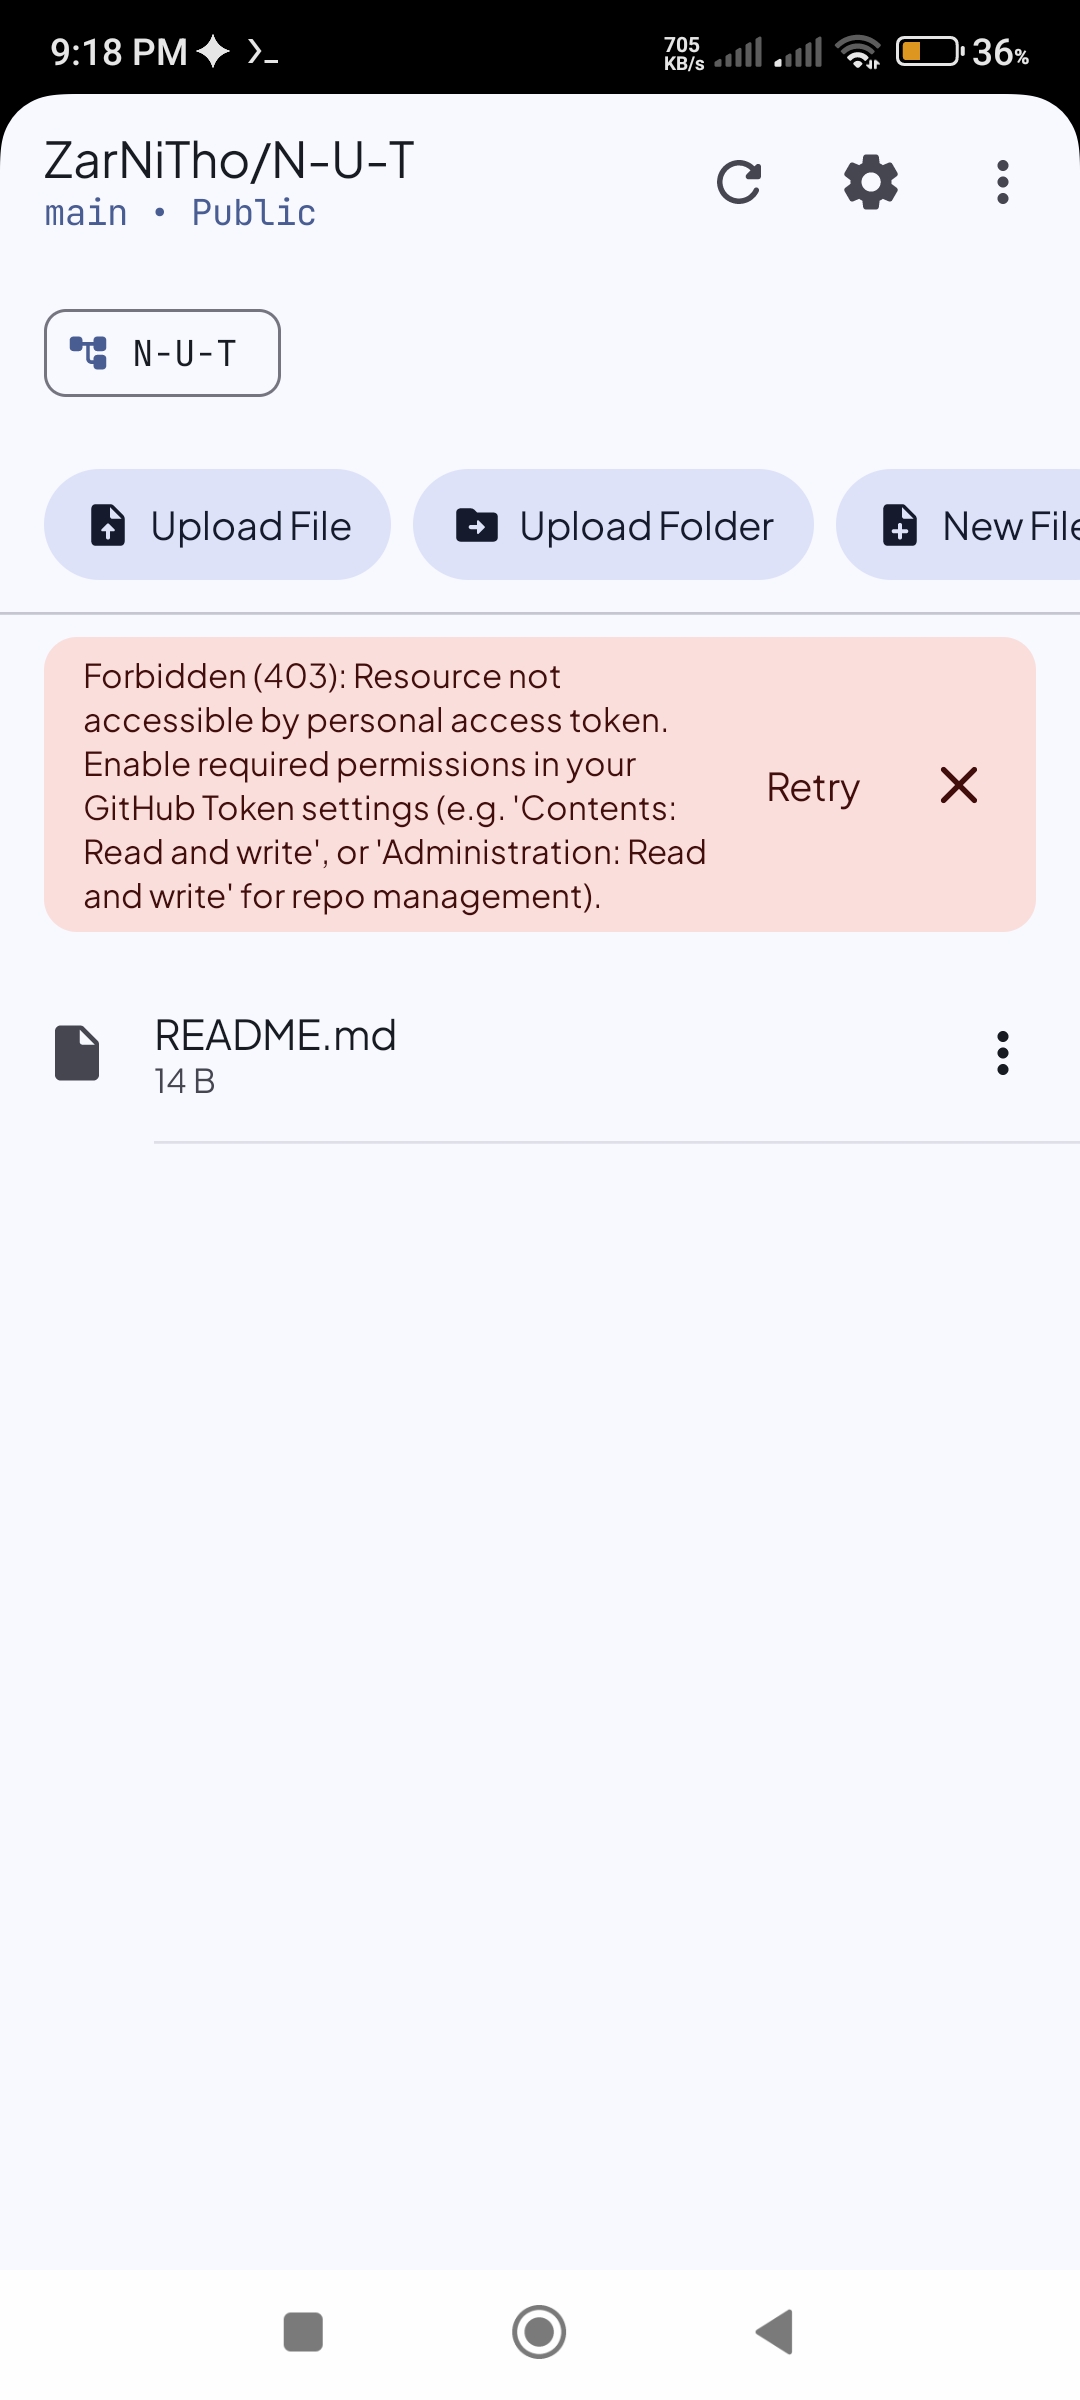 9:18 PM
705
KB/s
36%
ZarNiTho/N-U-T
main • Public
N-U-T
Upload File
Upload Folder
New File
Forbidden (403): Resource not
accessible by personal access token.
Enable required permissions in your
GitHub Token settings (e.g. 'Contents:
Read and write', or 'Administration: Read
and write' for repo management).
Retry
README.md
14 B